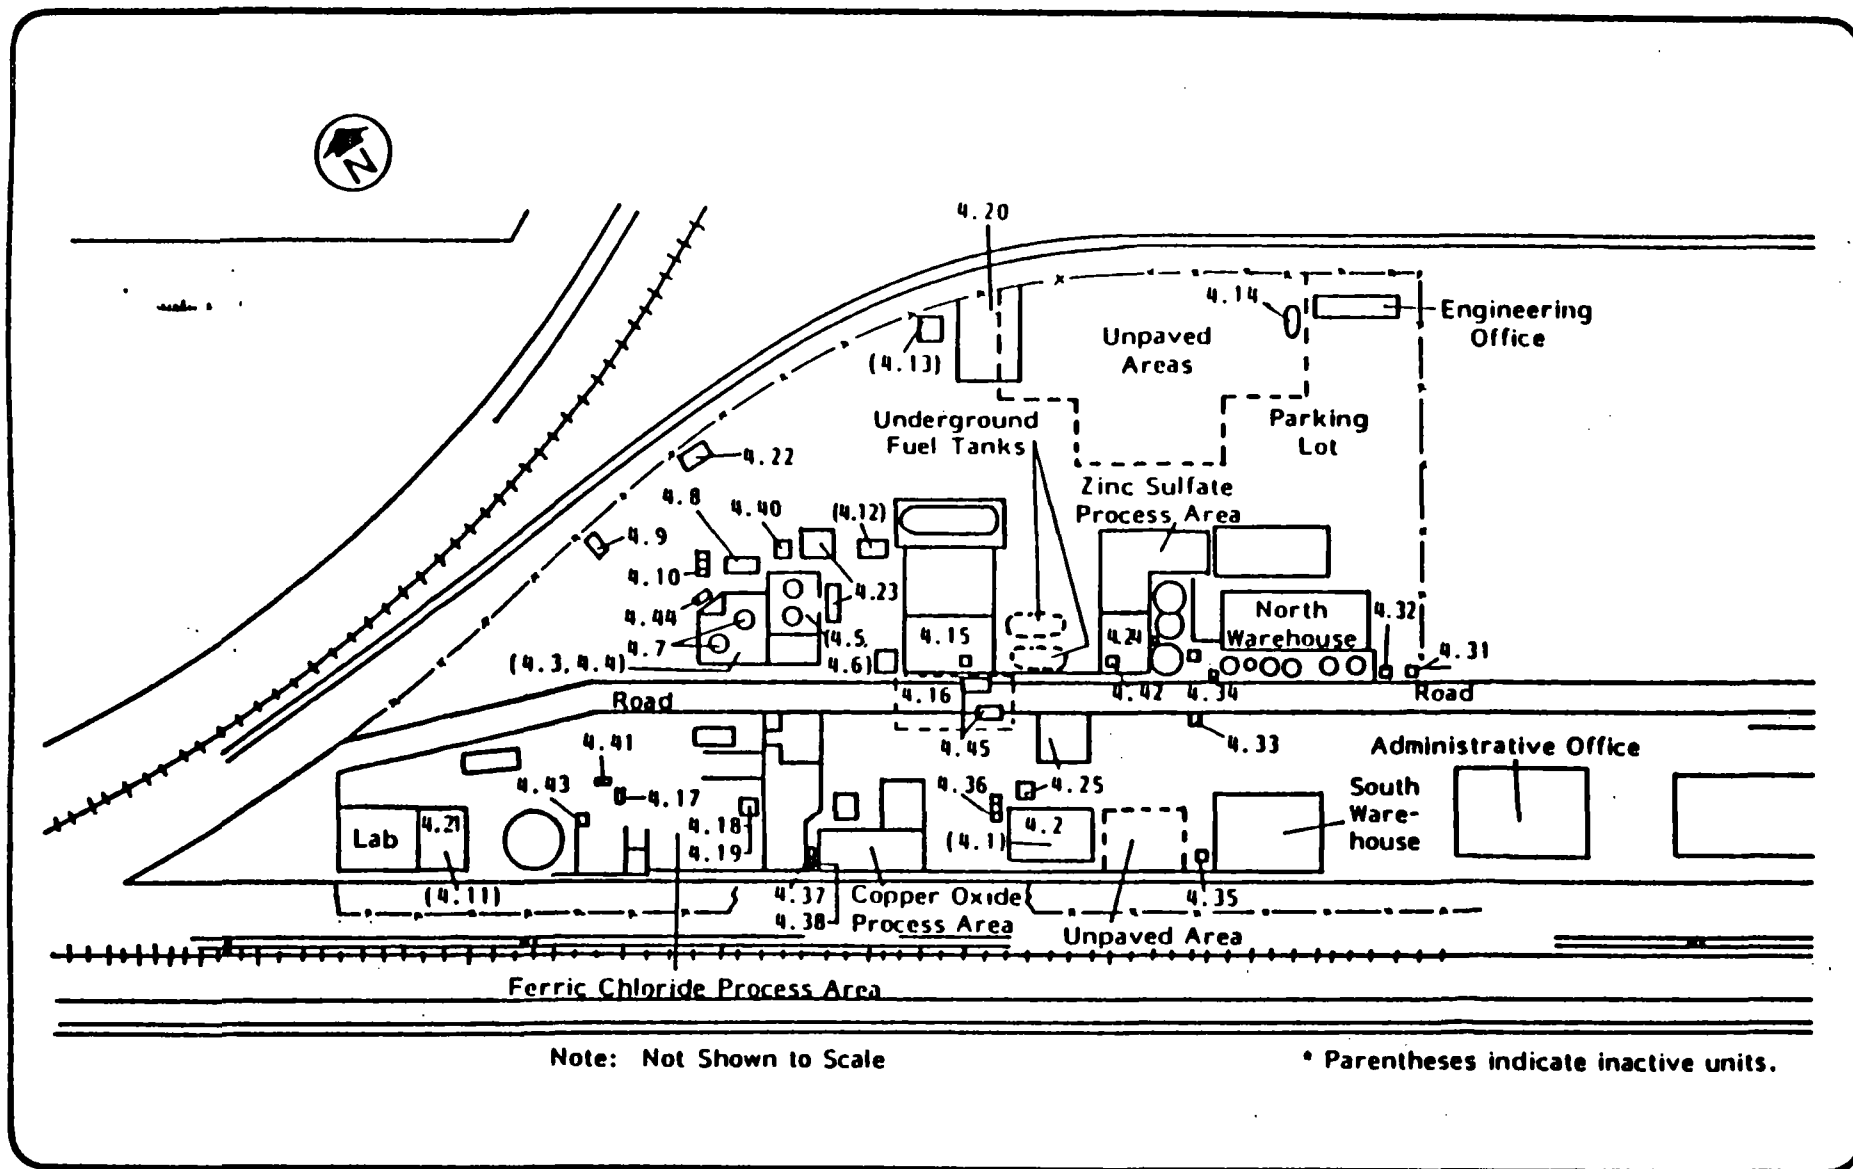 N
4.20
4.14
Engineering
Office
Unpaved
Areas
(4.13)
Underground
Fuel Tanks
Parking
Lot
4.22
Zinc Sulfate
Process Area
4.8
4.40
(4.12)
4.9
4.10
4.23
4.44
4.7
(4.3, 4.4)
(4.5,
4.6)
4.15
4.24
North
Warehouse
4.32
4.31
4.16
4.42
4.34
Road
Road
4.41
4.45
4.33
Administrative Office
4.43
4.17
4.36
4.25
South
Ware-
house
Lab
4.21
4.18
4.19
4.2
(4.1)
(4.11)
4.37
4.38
Copper Oxide
Process Area
4.35
Unpaved Area
Ferric Chloride Process Area
Note: Not Shown to Scale
* Parentheses indicate inactive units.